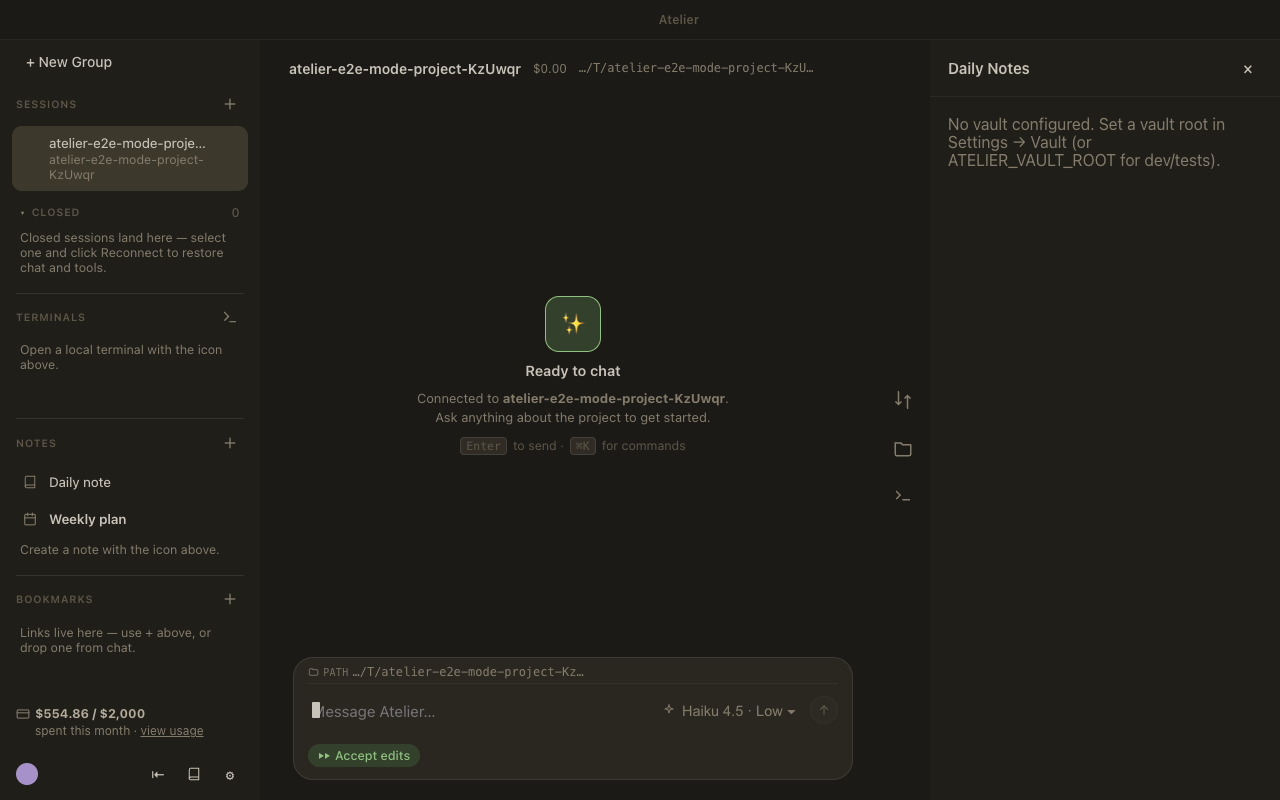 Atelier
+ New Group
SESSIONS
atelier-e2e-mode-proje...
atelier-e2e-mode-project-
KzUwqr
CLOSED 0
Closed sessions land here — select
one and click Reconnect to restore
chat and tools.
TERMINALS
Open a local terminal with the icon
above.
NOTES
Daily note
Weekly plan
Create a note with the icon above.
BOOKMARKS
Links live here — use + above, or
drop one from chat.
$554.86 / $2,000
spent this month · view usage
atelier-e2e-mode-project-KzUwqr $0.00 …/T/atelier-e2e-mode-project-KzU…
Ready to chat
Connected to atelier-e2e-mode-project-KzUwqr.
Ask anything about the project to get started.
Enter to send · ⌘K for commands
PATH …/T/atelier-e2e-mode-project-Kz…
Message Atelier...
Haiku 4.5 · Low
Accept edits
Daily Notes
No vault configured. Set a vault root in
Settings → Vault (or
ATELIER_VAULT_ROOT for dev/tests).